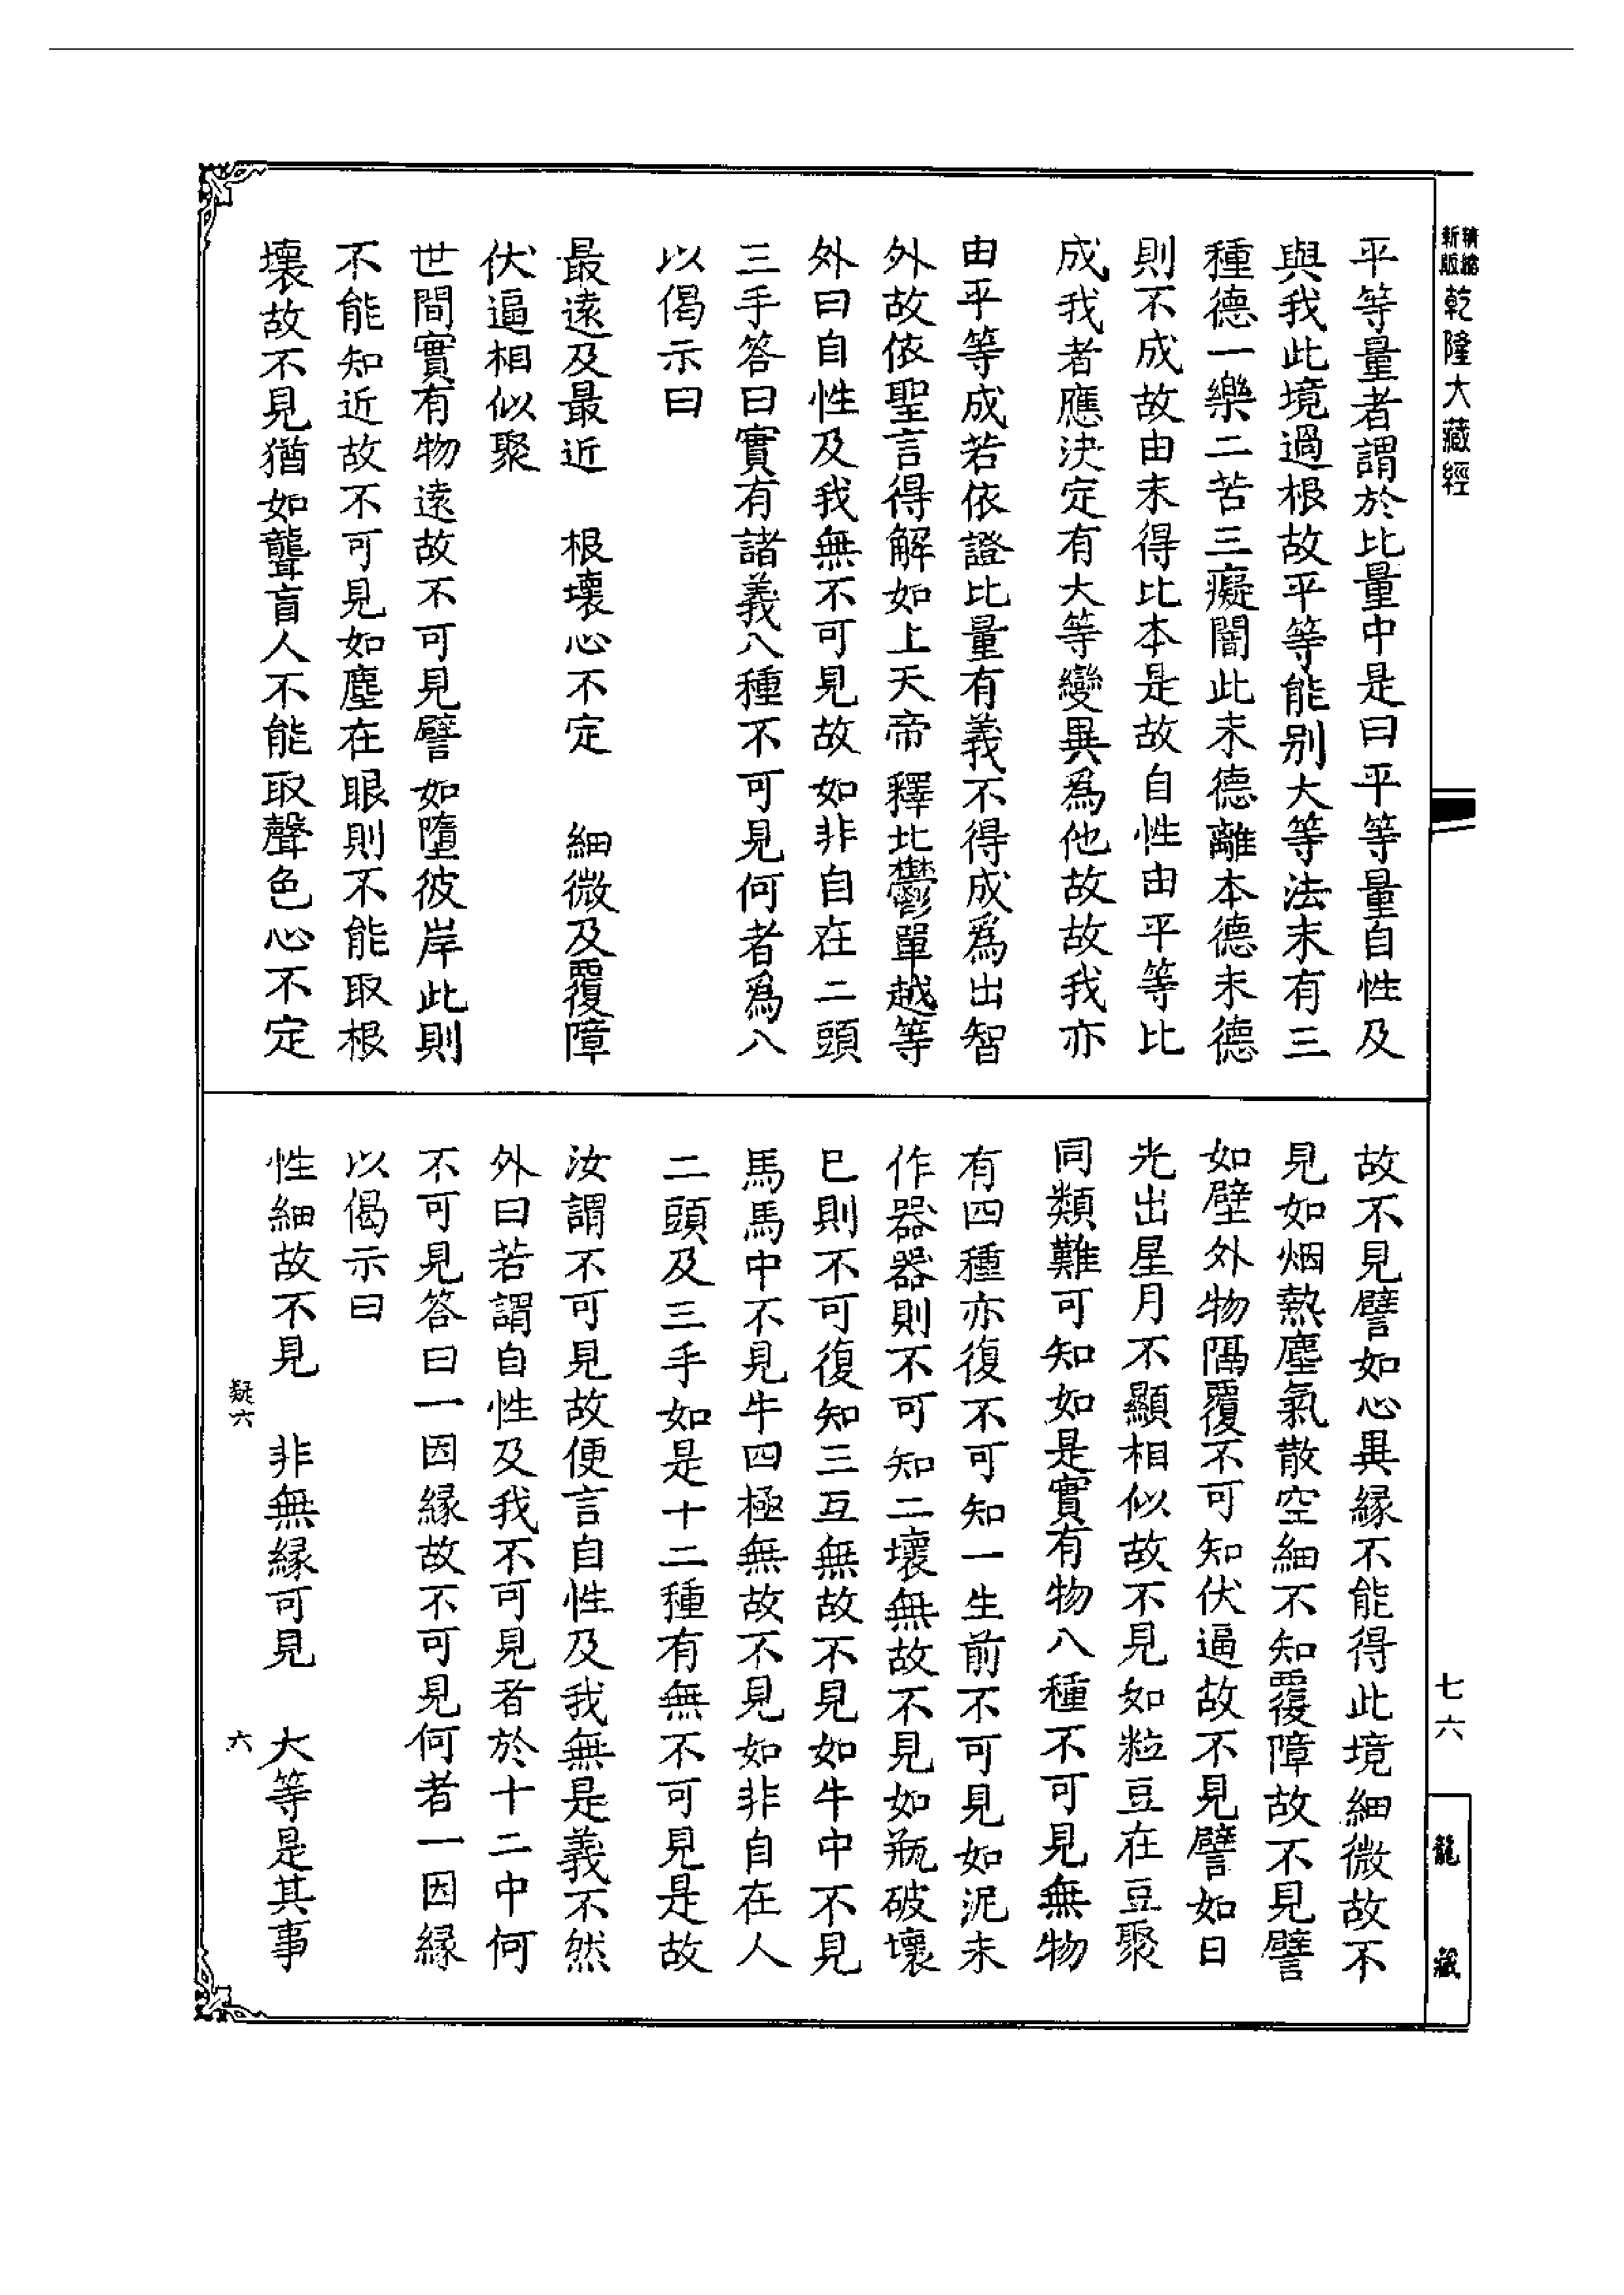 精縮新版乾隆大藏經
平等量者謂於比量中是曰平等量自性及
與我此境過根故平等能别大等法末有三
種德一樂二苦三癡闇此末德離本德末德
則不成故由末得比本是故自性由平等比
成我者應決定有大等變異爲他故故我亦
由平等成若依證比量有義不得成爲出智
外故依聖言得解如上天帝釋北鬱單越等
外曰自性及我無不可見故如非自在二頭
三手答曰實有諸義八種不可見何者爲八
以偈示曰
最遠及最近　根壞心不定　細微及覆障
伏逼相似聚
世間實有物遠故不可見譬如墮彼岸此則
不能知近故不可見如塵在眼則不能取根
壞故不見猶如聾盲人不能取聲色心不定
故不見譬如心異緣不能得此境細微故不
見如烟熱塵氣散空細不知覆障故不見譬
如壁外物隔覆不可知伏逼故不見譬如日
光出星月不顯相似故不見如粒豆在豆聚
同類難可知如是實有物八種不可見無物
有四種亦復不可知一生前不可見如泥未
作器器則不可知二壞無故不見如瓶破壞
已則不可復知三互無故不見如牛中不見
馬馬中不見牛四極無故不見如非自在人
二頭及三手如是十二種有無不可見是故
汝謂不可見故便言自性及我無是義不然
外曰若謂自性及我不可見者於十二中何
不可見答曰一因緣故不可見何者一因緣
以偈示曰
性細故不見　非無緣可見　大等是其事
疑六　六
七六
龍藏